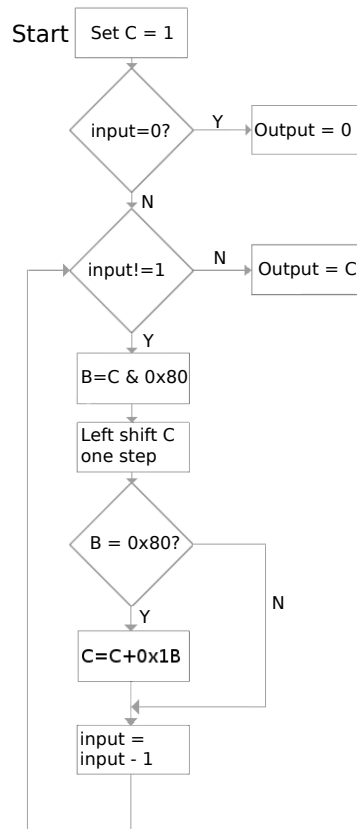 Start
Set C = 1
input=0?
Y
Output = 0
N
input!=1
N
Output = C
Y
B=C & 0x80
Left shift C
one step
B = 0x80?
N
Y
C=C+0x1B
input =
input - 1